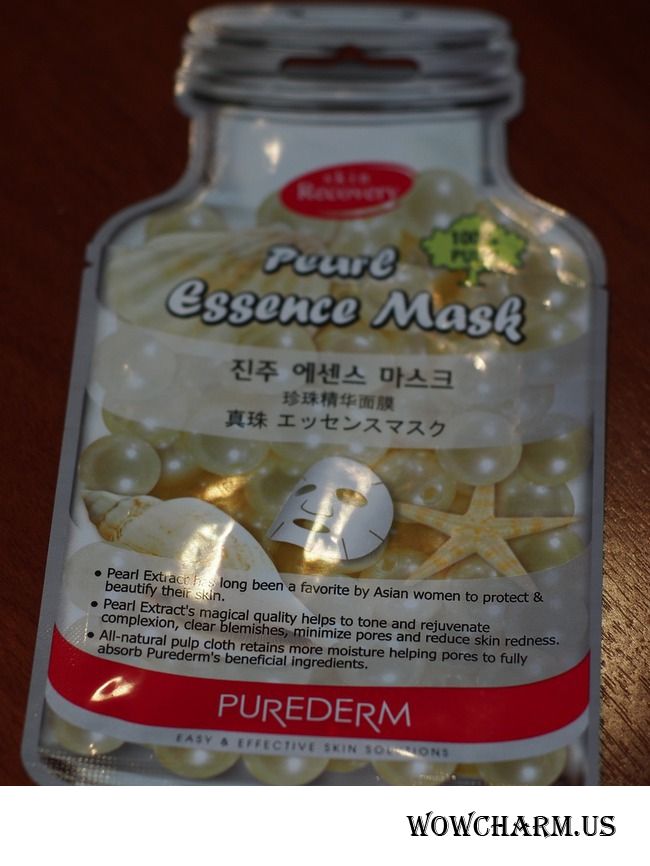 skin
Recovery
Pearl
Essence Mask
진주 에센스 마스크
珍珠精华面膜
真珠 エッセンスマスク
• Pearl Extract has long been a favorite by Asian women to protect &
beautify their skin.
• Pearl Extract's magical quality helps to tone and rejuvenate
complexion, clear blemishes, minimize pores and reduce skin redness.
• All-natural pulp cloth retains more moisture helping pores to fully
absorb Purederm's beneficial ingredients.
PUREDERM
EASY & EFFECTIVE SKIN SOLUTIONS
WOWCHARM.US